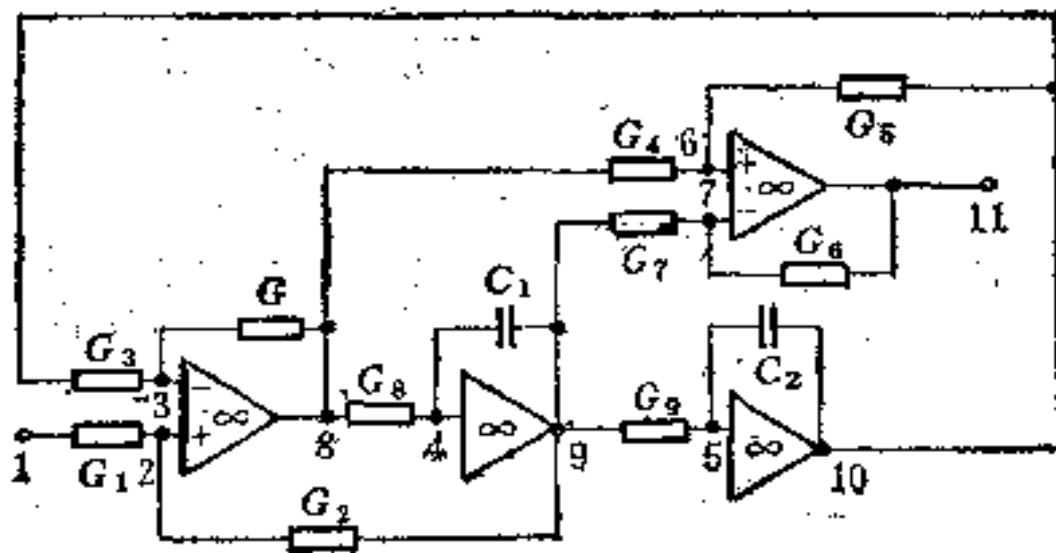 G₅
G₄ 6
+
7 ∞
−
11
G₇
G₆
G C₁
G₃
C₂
3 − G₈ G₉
∞ ∞ ∞
+
1 G₁ 2 8 4 9 5 10
G₂